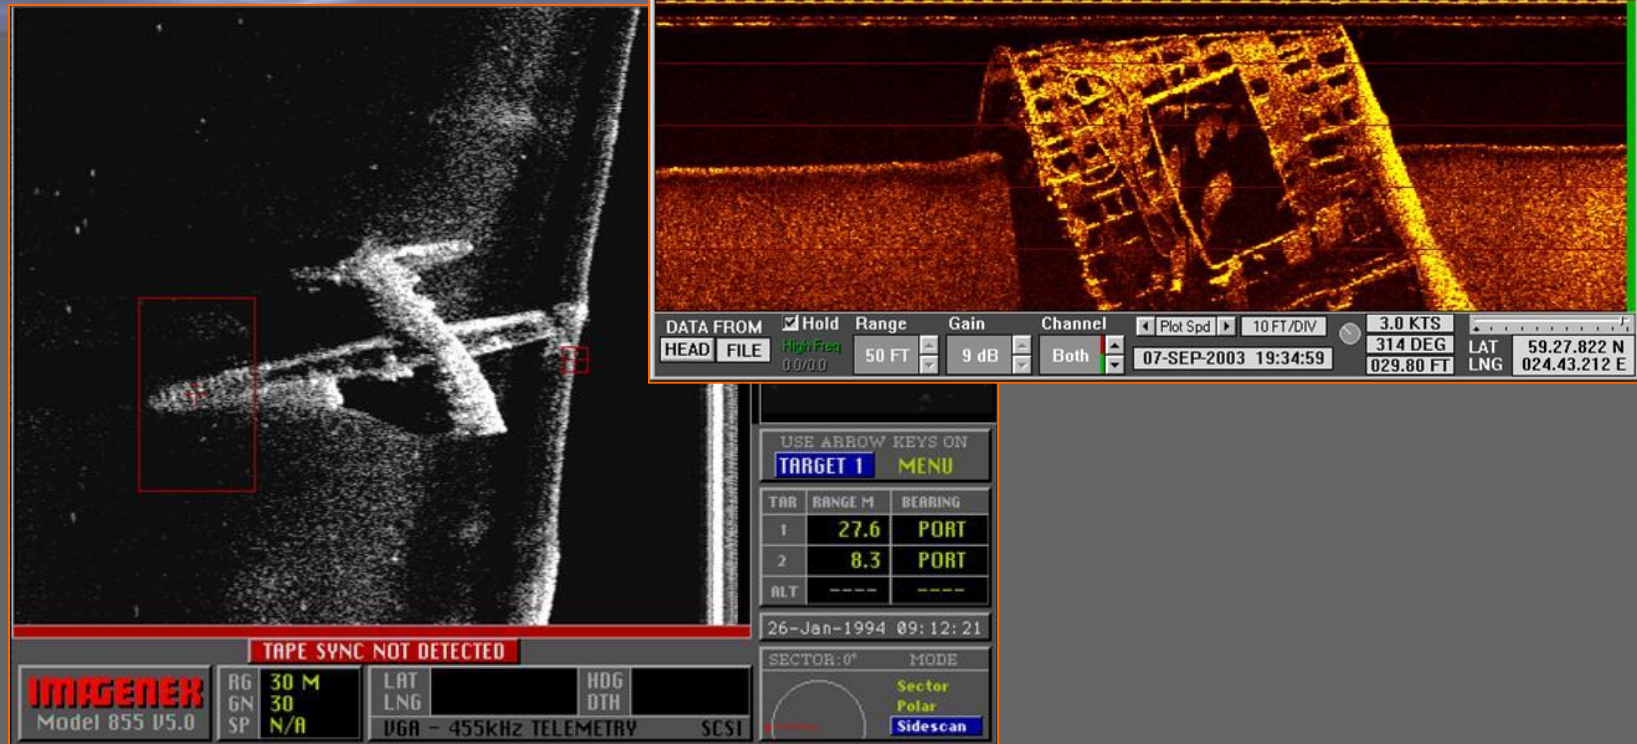 DATA FROM
HEAD FILE
Hold
High Freq
0.0/0.0
Range
50 FT
Gain
9 dB
Channel
Both
Plot Spd
10 FT/DIV
07-SEP-2003 19:34:59
3.0 KTS
314 DEG
029.80 FT
LAT 59.27.822 N
LNG 024.43.212 E
USE ARROW KEYS ON
TARGET 1 MENU
TAR RANGE M BEARING
1 27.6 PORT
2 8.3 PORT
ALT ---- ----
26-Jan-1994 09:12:21
SECTOR:0° MODE
Sector
Polar
Sidescan
TAPE SYNC NOT DETECTED
IMAGENEX
Model 855 V5.0
RG 30 M
GN 30
SP N/A
LAT
LNG
HDG
DTH
VGA - 455kHz TELEMETRY SCSI